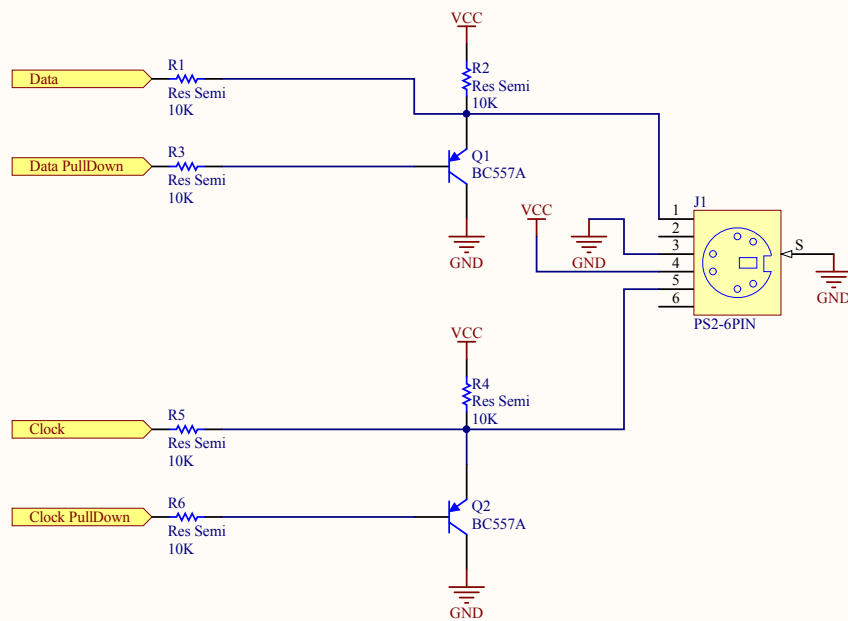 VCC
R1
Res Semi
10K
Data
R2
Res Semi
10K
R3
Res Semi
10K
Data PullDown
Q1
BC557A
GND
VCC
GND
J1
1
2
3
4
5
6
S
GND
PS2-6PIN
VCC
R4
Res Semi
10K
R5
Res Semi
10K
Clock
R6
Res Semi
10K
Clock PullDown
Q2
BC557A
GND